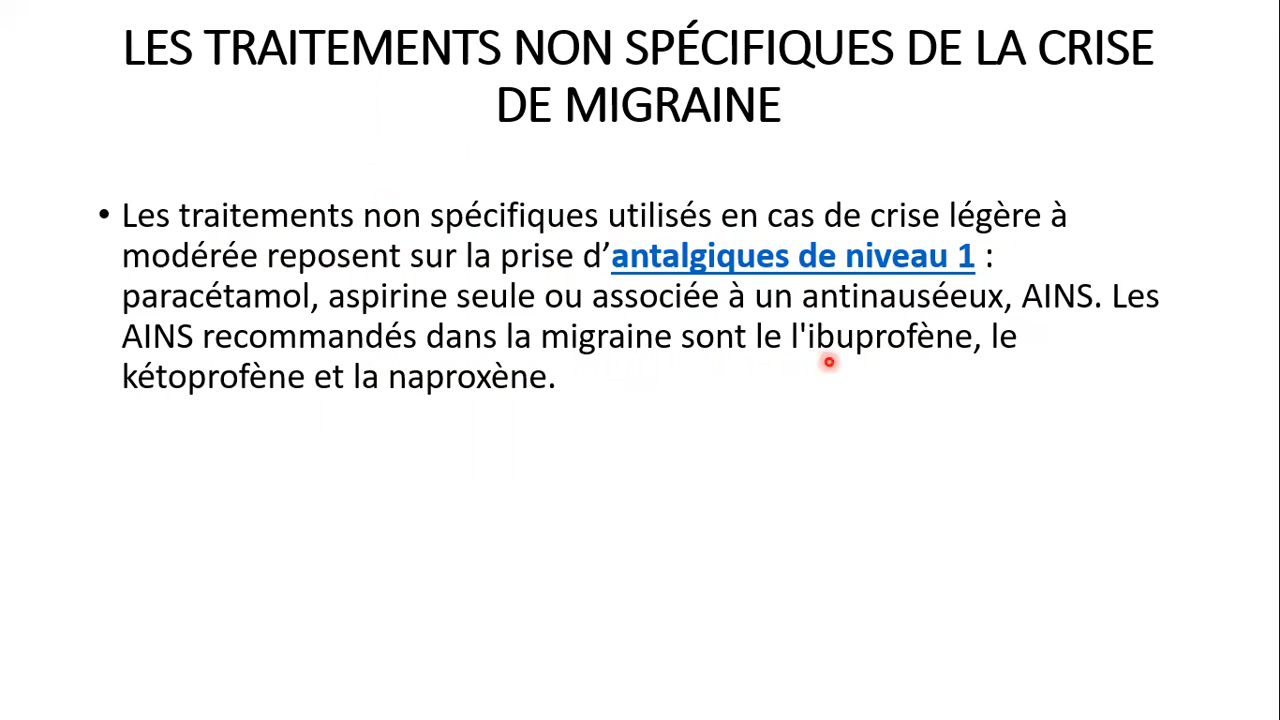 LES TRAITEMENTS NON SPÉCIFIQUES DE LA CRISE
DE MIGRAINE
• Les traitements non spécifiques utilisés en cas de crise légère à
modérée reposent sur la prise d’antalgiques de niveau 1 :
paracétamol, aspirine seule ou associée à un antinauséeux, AINS. Les
AINS recommandés dans la migraine sont le l'ibuprofène, le
kétoprofène et la naproxène.